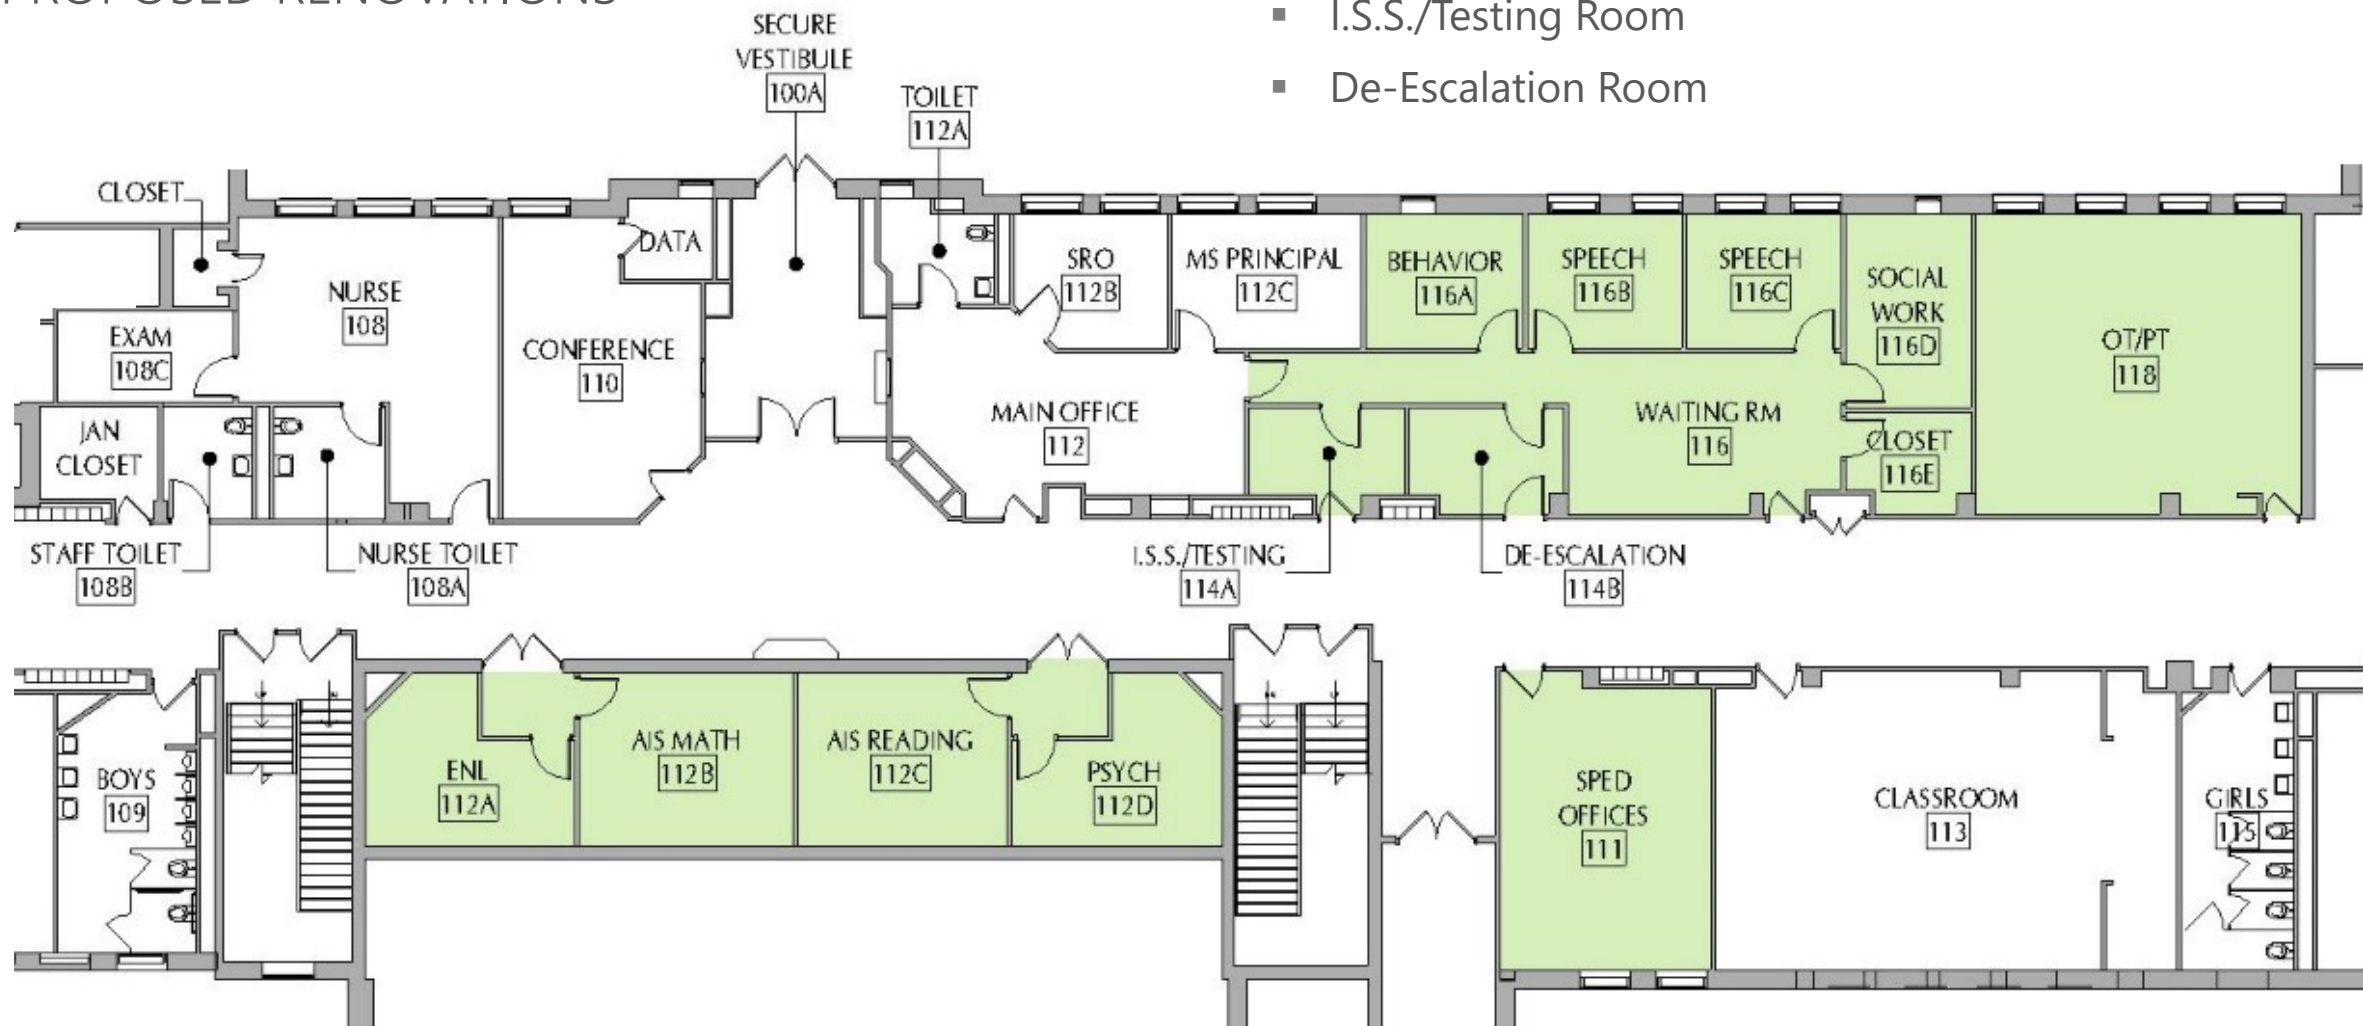 PROPOSED RENOVATIONS
▪ I.S.S./Testing Room
▪ De-Escalation Room
SECURE
VESTIBULE
100A
TOILET
112A
CLOSET
NURSE
108
DATA
EXAM
108C
CONFERENCE
110
SRO
112B
MS PRINCIPAL
112C
BEHAVIOR
116A
SPEECH
116B
SPEECH
116C
SOCIAL
WORK
116D
OT/PT
118
JAN
CLOSET
MAIN OFFICE
112
WAITING RM
116
CLOSET
116E
STAFF TOILET
108B
NURSE TOILET
108A
I.S.S./TESTING
114A
DE-ESCALATION
114B
BOYS
109
ENL
112A
AIS MATH
112B
AIS READING
112C
PSYCH
112D
SPED
OFFICES
111
CLASSROOM
113
GIRLS
115